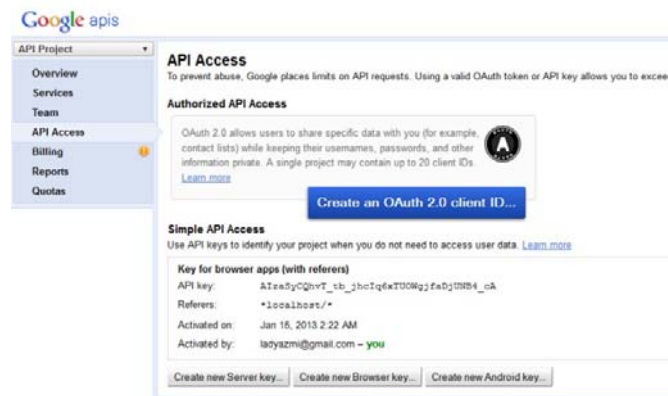 Google apis
API Project
Overview
Services
Team
API Access
Billing
Reports
Quotas
API Access
To prevent abuse, Google places limits on API requests. Using a valid OAuth token or API key allows you to excee
Authorized API Access
OAuth 2.0 allows users to share specific data with you (for example,
contact lists) while keeping their usernames, passwords, and other
information private. A single project may contain up to 20 client IDs.
Learn more
A
Create an OAuth 2.0 client ID...
Simple API Access
Use API keys to identify your project when you do not need to access user data. Learn more
Key for browser apps (with referers)
API key:
Referers: *localhost/*
Activated on: Jan 15, 2013 2:22 AM
Activated by: ladyazmi@gmail.com – you
Create new Server key... Create new Browser key... Create new Android key...